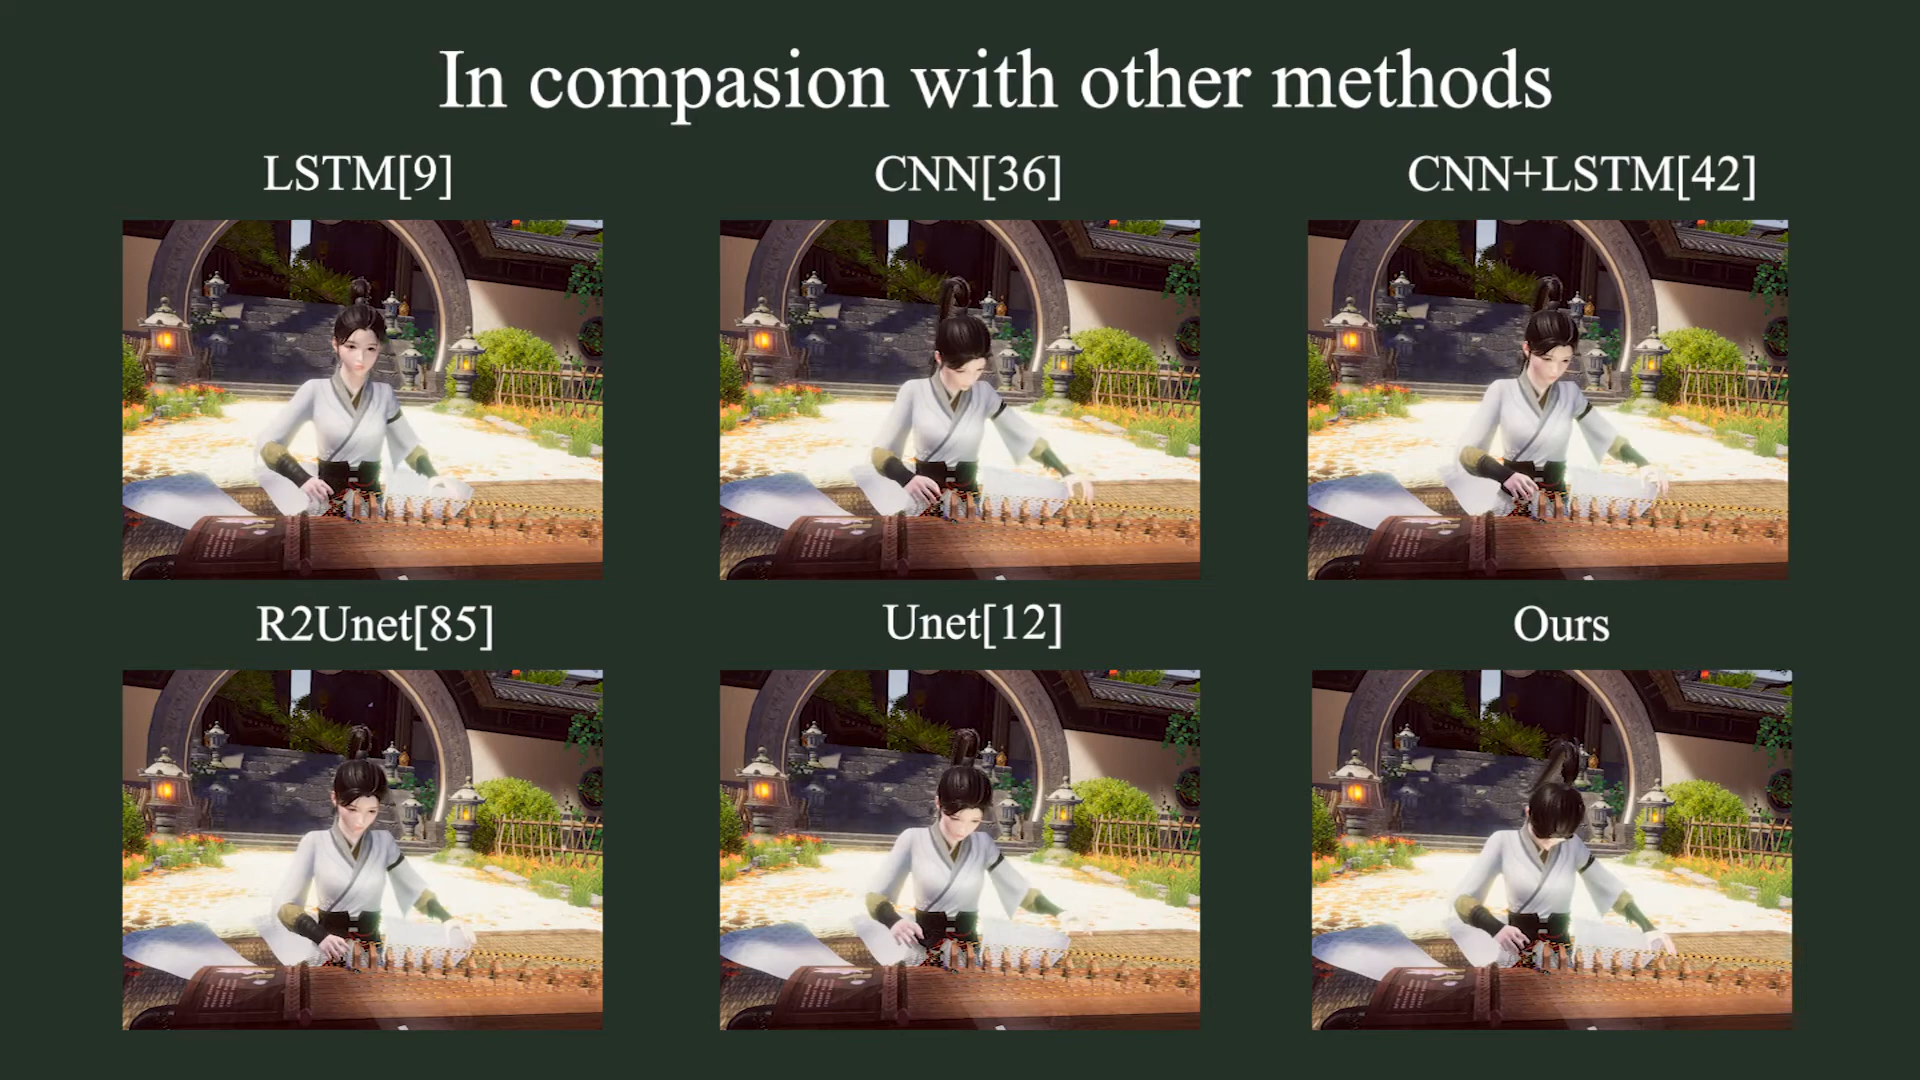 In compasion with other methods
LSTM[9]
CNN[36]
CNN+LSTM[42]
R2Unet[85]
Unet[12]
Ours